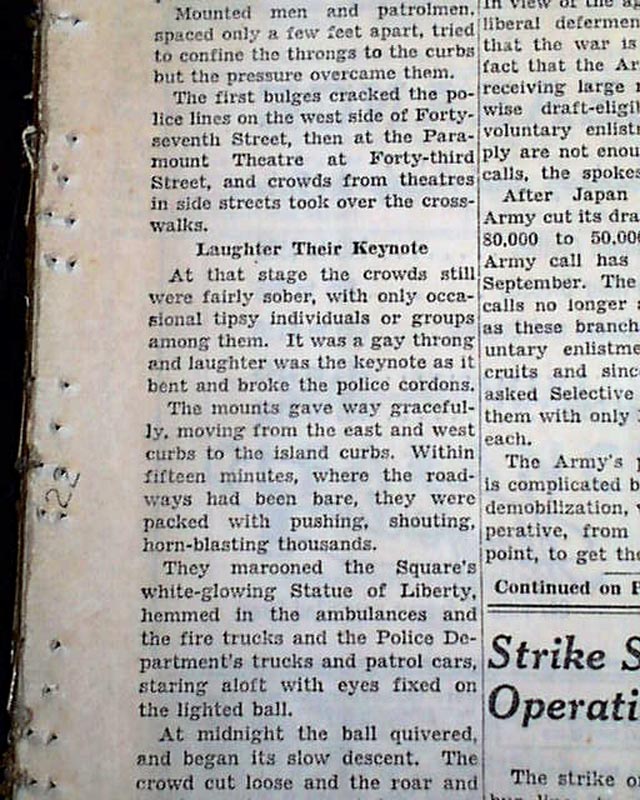 Mounted men and patrolmen,
spaced only a few feet apart, tried
to confine the throngs to the curbs
but the pressure overcame them.
The first bulges cracked the po-
lice lines on the west side of Forty-
seventh Street, then at the Para-
mount Theatre at Forty-third
Street, and crowds from theatres
in side streets took over the cross-
walks.
Laughter Their Keynote
At that stage the crowds still
were fairly sober, with only occa-
sional tipsy individuals or groups
among them. It was a gay throng
and laughter was the keynote as it
bent and broke the police cordons.
The mounts gave way graceful-
ly, moving from the east and west
curbs to the island curbs. Within
fifteen minutes, where the road-
ways had been bare, they were
packed with pushing, shouting,
horn-blasting thousands.
They marooned the Square's
white-glowing Statue of Liberty,
hemmed in the ambulances and
the fire trucks and the Police De-
partment's trucks and patrol cars,
staring aloft with eyes fixed on
the lighted ball.
At midnight the ball quivered,
and began its slow descent. The
crowd cut loose and the roar and
22
In view of the ag
liberal defermen
that the war is
fact that the Ar
receiving large
wise draft-eligi
voluntary enlist
ply are not enou
calls, the spokes
After Japan
Army cut its dra
80,000 to 50,000
Army call has
September. The
calls no longer
as these branch
untary enlistme
cruits and sinc
asked Selective
them with only
each.
The Army's
is complicated b
demobilization,
perative, from
point, to get the
Continued on P
Strike S
Operati
The strike o